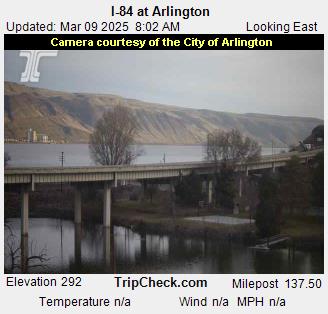 I-84 at Arlington
Updated: Mar 09 2025 8:02 AM Looking East
Camera courtesy of the City of Arlington
Elevation 292 TripCheck.com Milepost 137.50
Temperature n/a Wind n/a MPH n/a